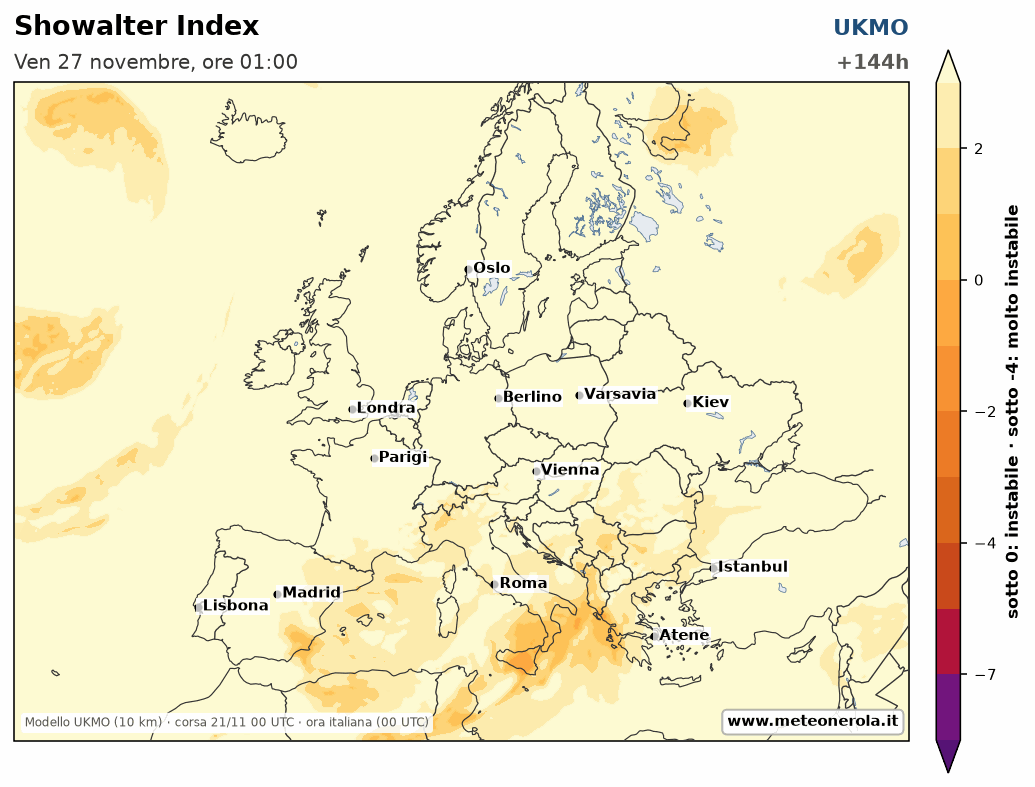 Showalter Index
UKMO
Ven 27 novembre, ore 01:00
+144h
Oslo
Londra
Berlino
Varsavia
Kiev
Parigi
Vienna
Istanbul
Madrid
Roma
Lisbona
Atene
2
0
−2
−4
−7
sotto 0: instabile · sotto -4: molto instabile
Modello UKMO (10 km) · corsa 21/11 00 UTC · ora italiana (00 UTC)
www.meteonerola.it